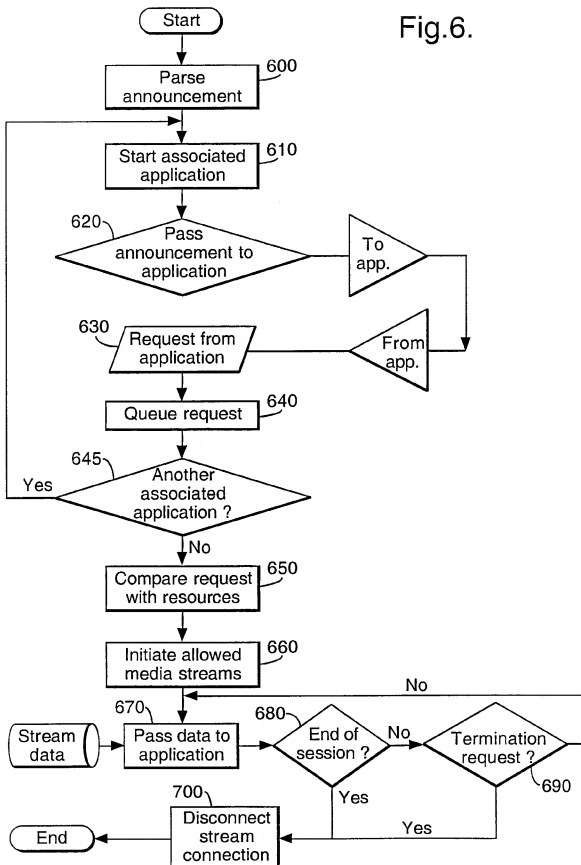 Start
Fig.6.
600
Parse
announcement
610
Start associated
application
620
Pass
announcement to
application
To
app.
630
Request from
application
From
app.
Queue request
640
645
Another
associated
application ?
Yes
No
650
Compare request
with resources
660
Initiate allowed
media streams
No
Stream
data
670
Pass data to
application
680
End of
session ?
No
Termination
request ?
690
Yes
Yes
700
Disconnect
stream
connection
End